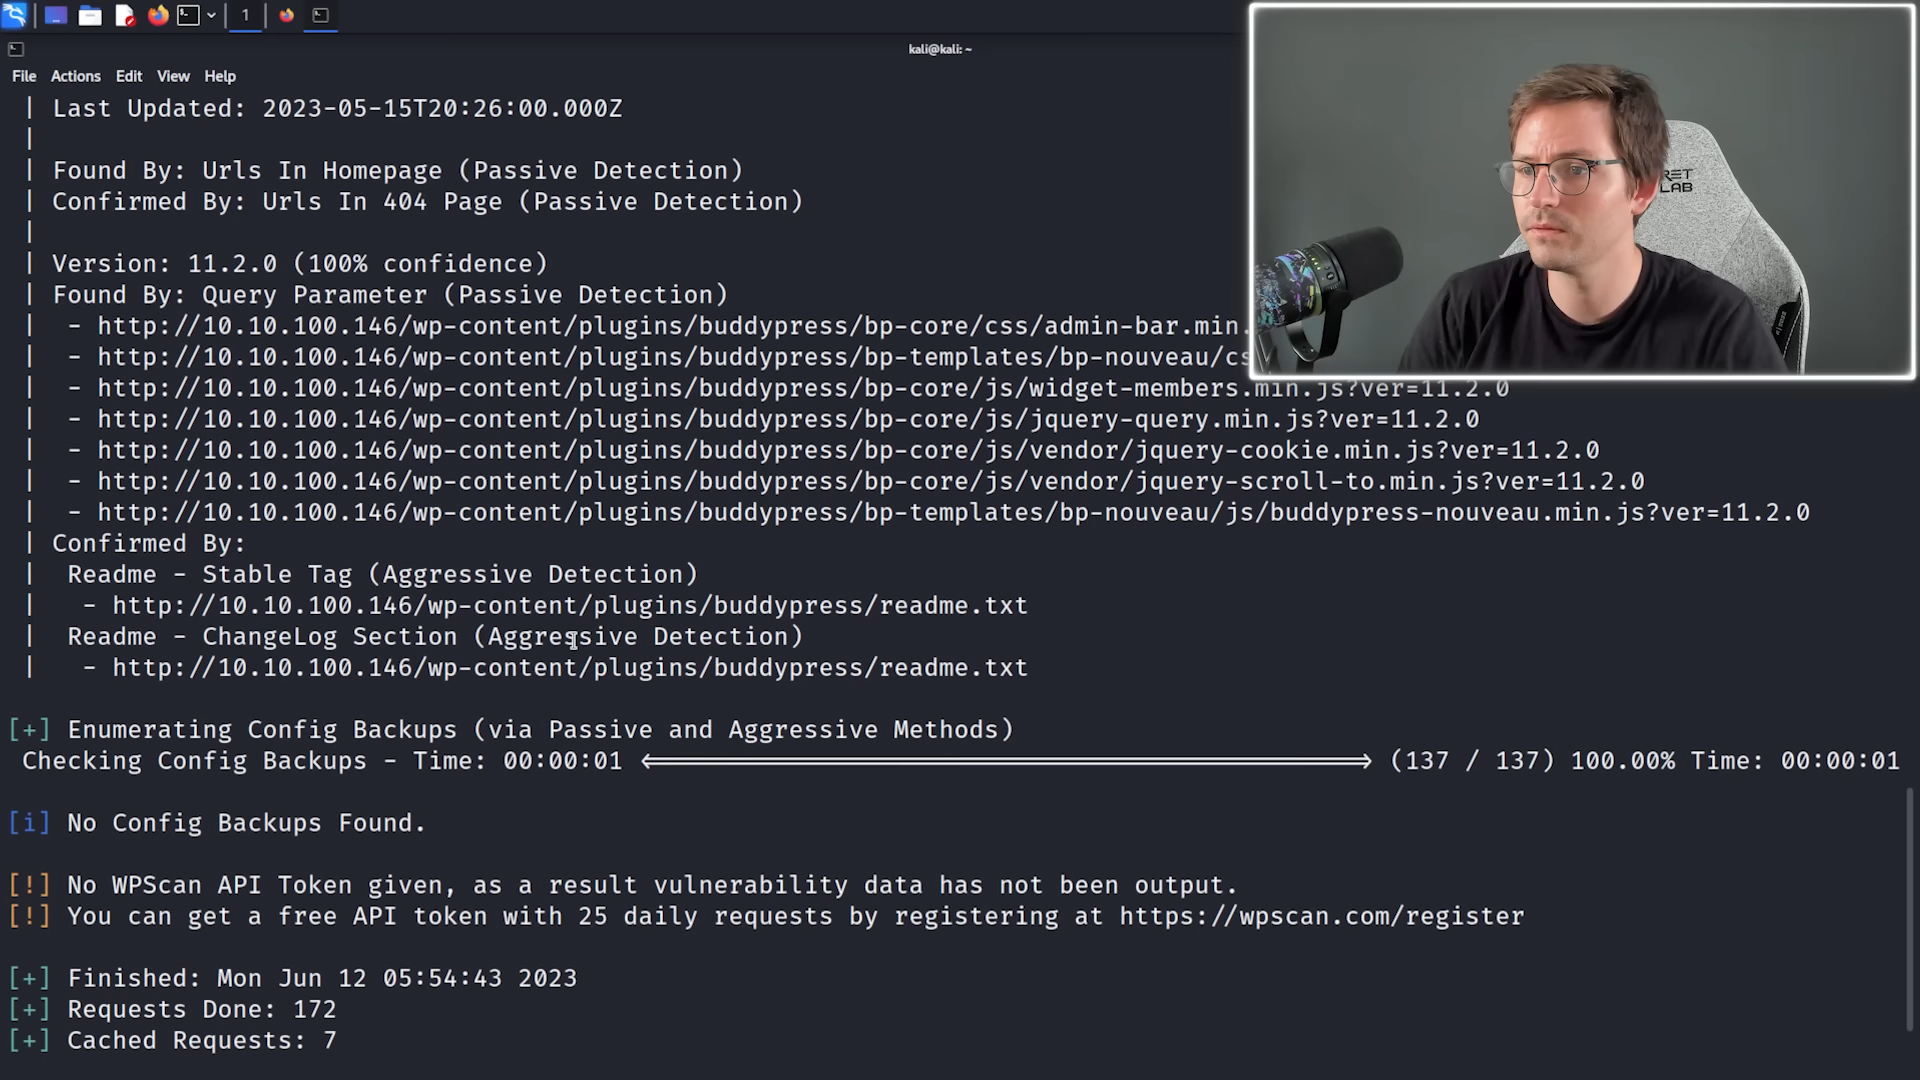 1
kali@kali: ~
File Actions Edit View Help
| Last Updated: 2023-05-15T20:26:00.000Z
|
| Found By: Urls In Homepage (Passive Detection)
| Confirmed By: Urls In 404 Page (Passive Detection)
|
| Version: 11.2.0 (100% confidence)
| Found By: Query Parameter (Passive Detection)
| - http://10.10.100.146/wp-content/plugins/buddypress/bp-core/css/admin-bar.min.
| - http://10.10.100.146/wp-content/plugins/buddypress/bp-templates/bp-nouveau/cs
| - http://10.10.100.146/wp-content/plugins/buddypress/bp-core/js/widget-members.min.js?ver=11.2.0
| - http://10.10.100.146/wp-content/plugins/buddypress/bp-core/js/jquery-query.min.js?ver=11.2.0
| - http://10.10.100.146/wp-content/plugins/buddypress/bp-core/js/vendor/jquery-cookie.min.js?ver=11.2.0
| - http://10.10.100.146/wp-content/plugins/buddypress/bp-core/js/vendor/jquery-scroll-to.min.js?ver=11.2.0
| - http://10.10.100.146/wp-content/plugins/buddypress/bp-templates/bp-nouveau/js/buddypress-nouveau.min.js?ver=11.2.0
| Confirmed By:
| Readme - Stable Tag (Aggressive Detection)
| - http://10.10.100.146/wp-content/plugins/buddypress/readme.txt
| Readme - ChangeLog Section (Aggressive Detection)
| - http://10.10.100.146/wp-content/plugins/buddypress/readme.txt
[+] Enumerating Config Backups (via Passive and Aggressive Methods)
Checking Config Backups - Time: 00:00:01 <====> (137 / 137) 100.00% Time: 00:00:01
[i] No Config Backups Found.
[!] No WPScan API Token given, as a result vulnerability data has not been output.
[!] You can get a free API token with 25 daily requests by registering at https://wpscan.com/register
[+] Finished: Mon Jun 12 05:54:43 2023
[+] Requests Done: 172
[+] Cached Requests: 7
RET
LAB